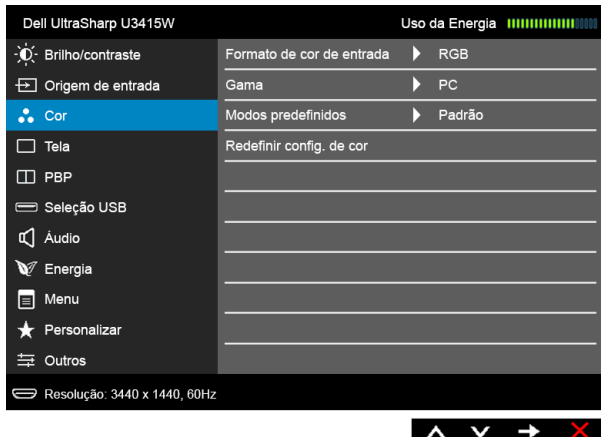 Dell UltraSharp U3415W Uso da Energia
Brilho/contraste Formato de cor de entrada RGB
Origem de entrada Gama PC
Cor Modos predefinidos Padrão
Tela Redefinir config. de cor
PBP
Seleção USB
Áudio
Energia
Menu
Personalizar
Outros
Resolução: 3440 x 1440, 60Hz